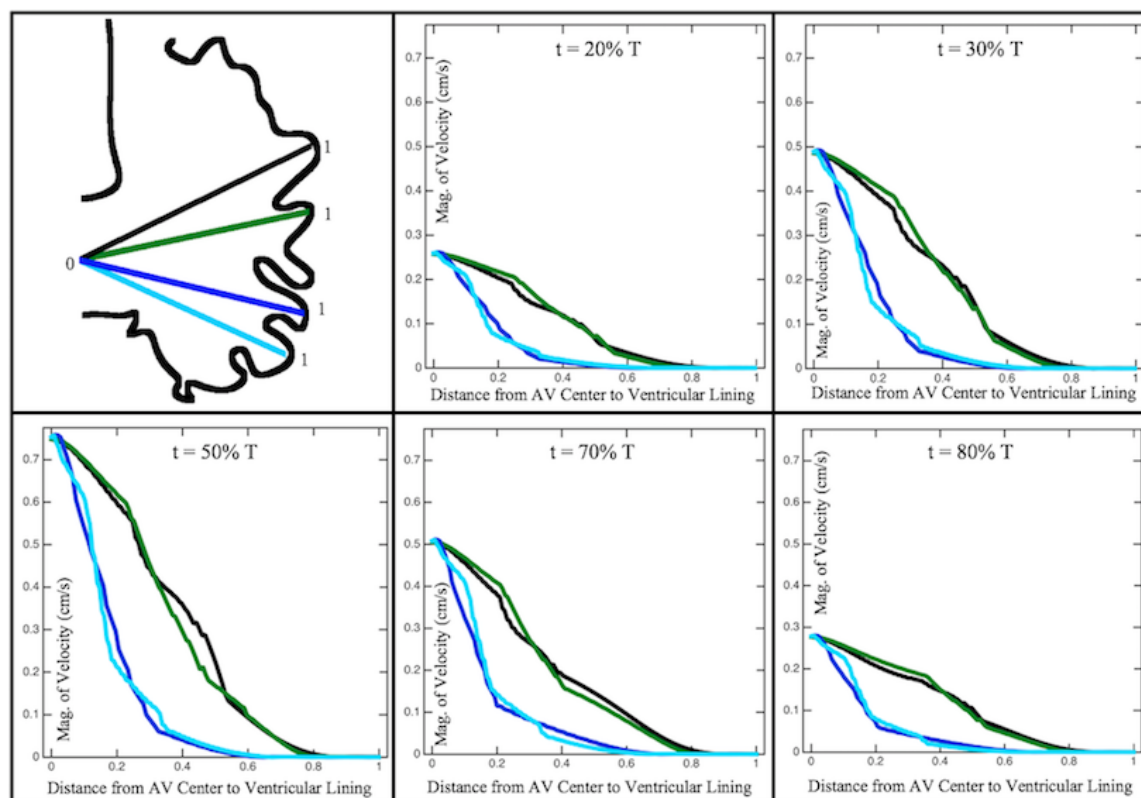 1
1
0
1
1
t = 20% T
Mag. of Velocity (cm/s)
0.7
0.6
0.5
0.4
0.3
0.2
0.1
0
0 0.2 0.4 0.6 0.8 1
Distance from AV Center to Ventricular Lining
t = 30% T
Mag. of Velocity (cm/s)
0.7
0.6
0.5
0.4
0.3
0.2
0.1
0
0 0.2 0.4 0.6 0.8 1
Distance from AV Center to Ventricular Lining
t = 50% T
Mag. of Velocity (cm/s)
0.7
0.6
0.5
0.4
0.3
0.2
0.1
0
0 0.2 0.4 0.6 0.8 1
Distance from AV Center to Ventricular Lining
t = 70% T
Mag. of Velocity (cm/s)
0.7
0.6
0.5
0.4
0.3
0.2
0.1
0
0 0.2 0.4 0.6 0.8 1
Distance from AV Center to Ventricular Lining
t = 80% T
Mag. of Velocity (cm/s)
0.7
0.6
0.5
0.4
0.3
0.2
0.1
0
0 0.2 0.4 0.6 0.8 1
Distance from AV Center to Ventricular Lining